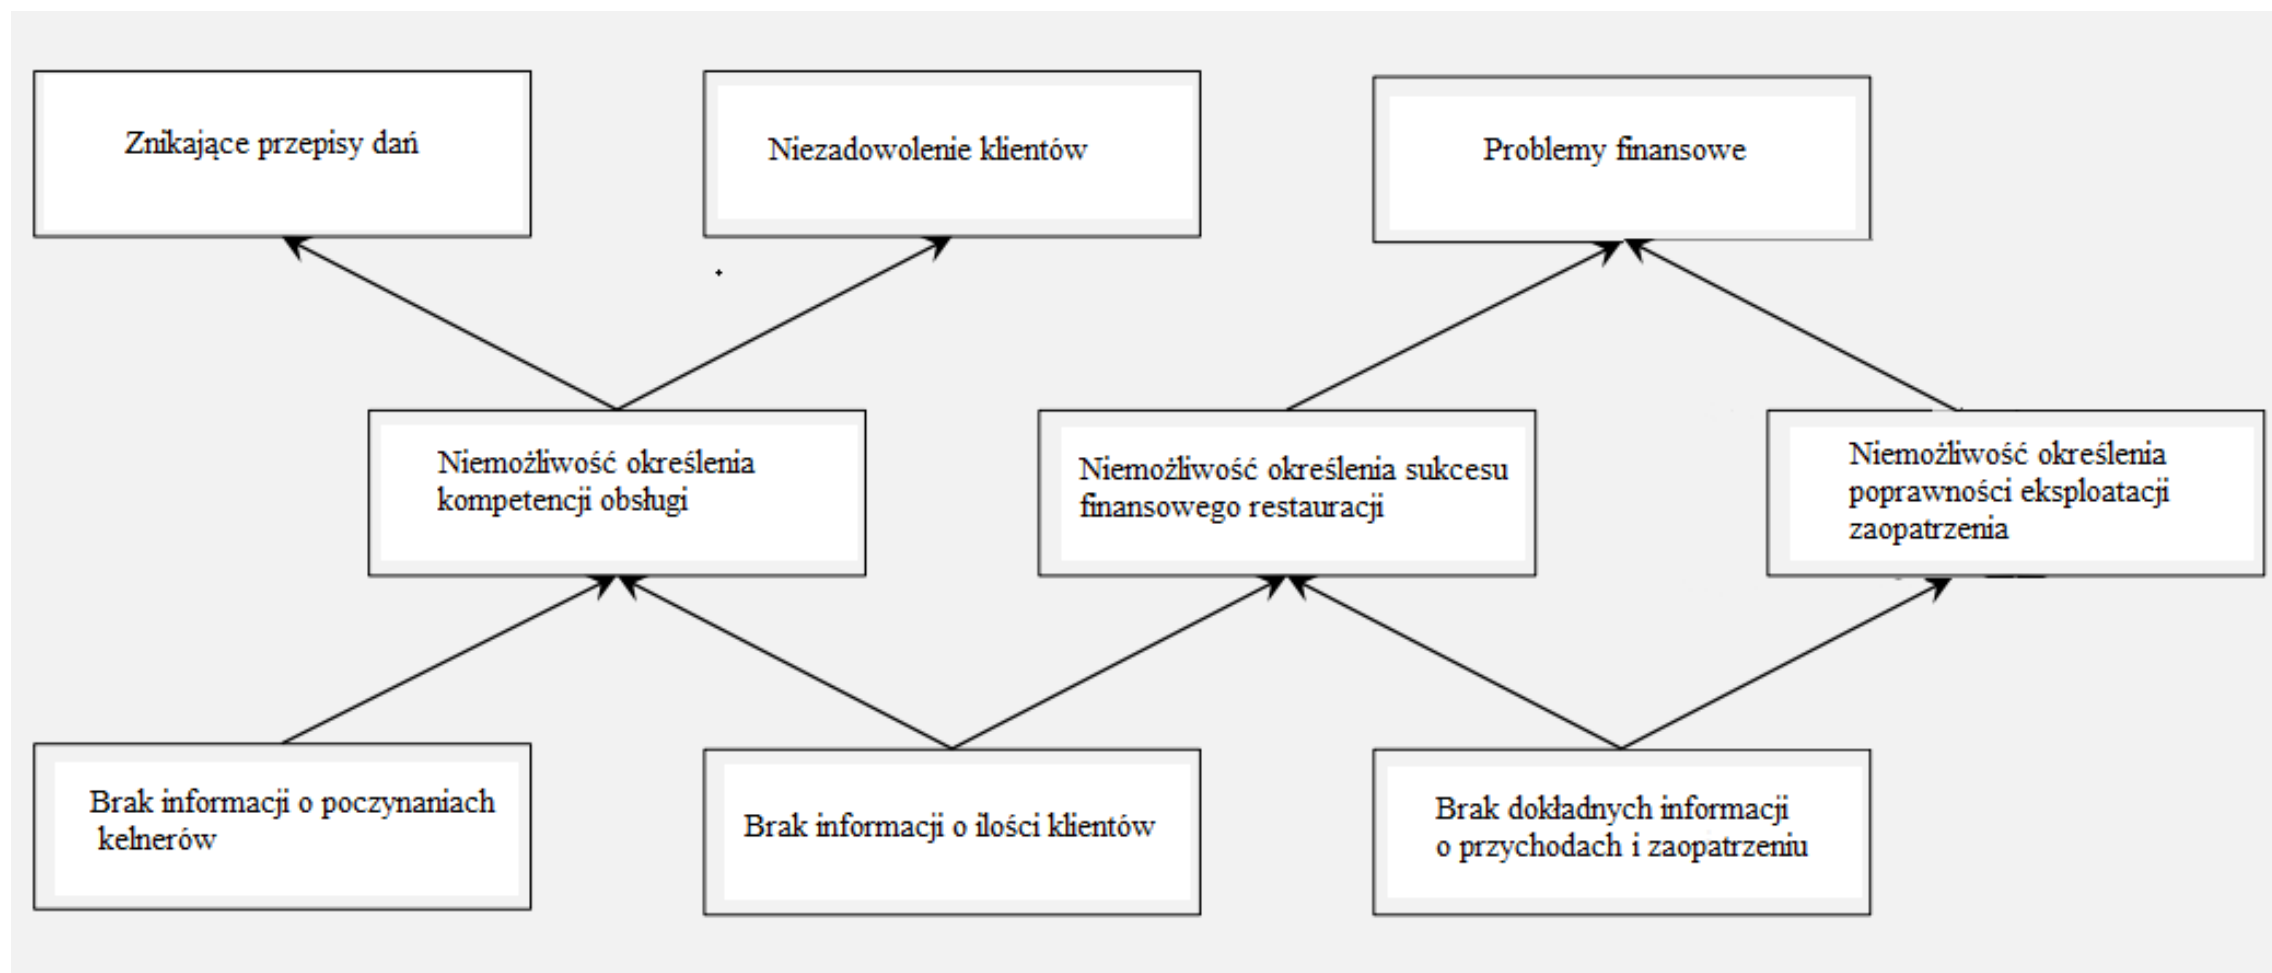 Znikające przepisy dań
Niezadowolenie klientów
Problemy finansowe
Niemożliwość określenia
kompetencji obsługi
Niemożliwość określenia sukcesu
finansowego restauracji
Niemożliwość określenia
poprawności eksploatacji
zaopatrzenia
Brak informacji o poczynaniach
kelnerów
Brak informacji o ilości klientów
Brak dokładnych informacji
o przychodach i zaopatrzeniu